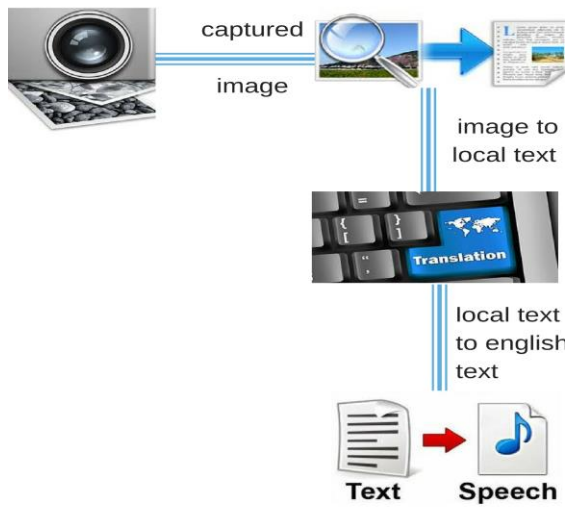 captured
image
image to
local text
=
{ }
[ ]
Translation
“
,
local text
to english
text
Text Speech